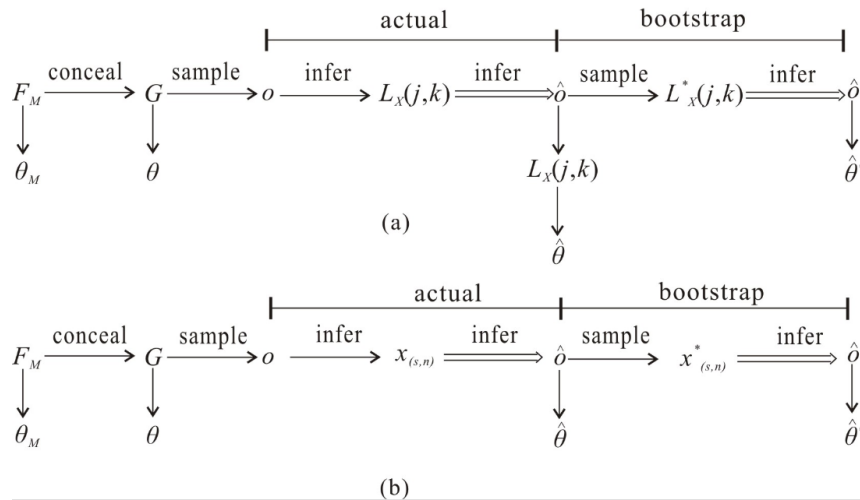 actual bootstrap
conceal sample infer infer sample infer
F_M G o L_X(j,k) ô L*_X(j,k) ô
θ_M θ L_X(j,k) θ̂
(a) θ̂
actual bootstrap
conceal sample infer infer sample infer
F_M G o x_(s,n) ô x*_(s,n) ô
θ_M θ θ̂ θ̂
(b)